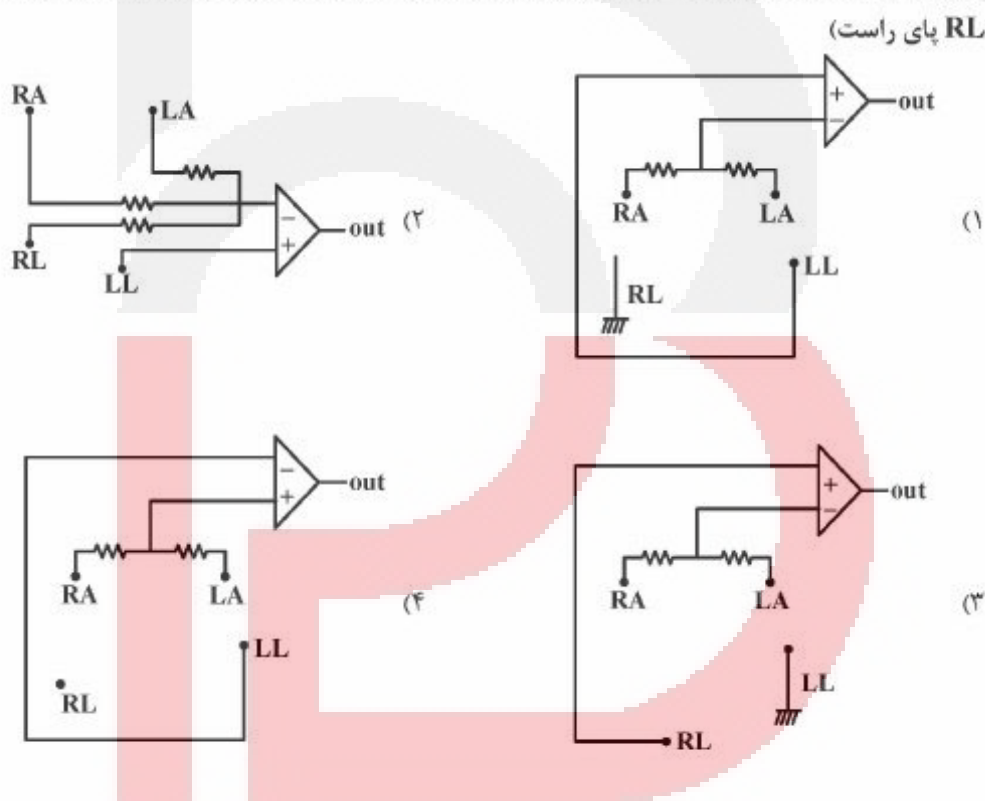 RL پای راست)
out
+
−
RA
LA
LL
RL
۱)
RA
LA
RL
LL
−
+
out
۲)
+
−
out
RA
LA
LL
RL
۳)
−
+
out
RA
LA
LL
RL
۴)